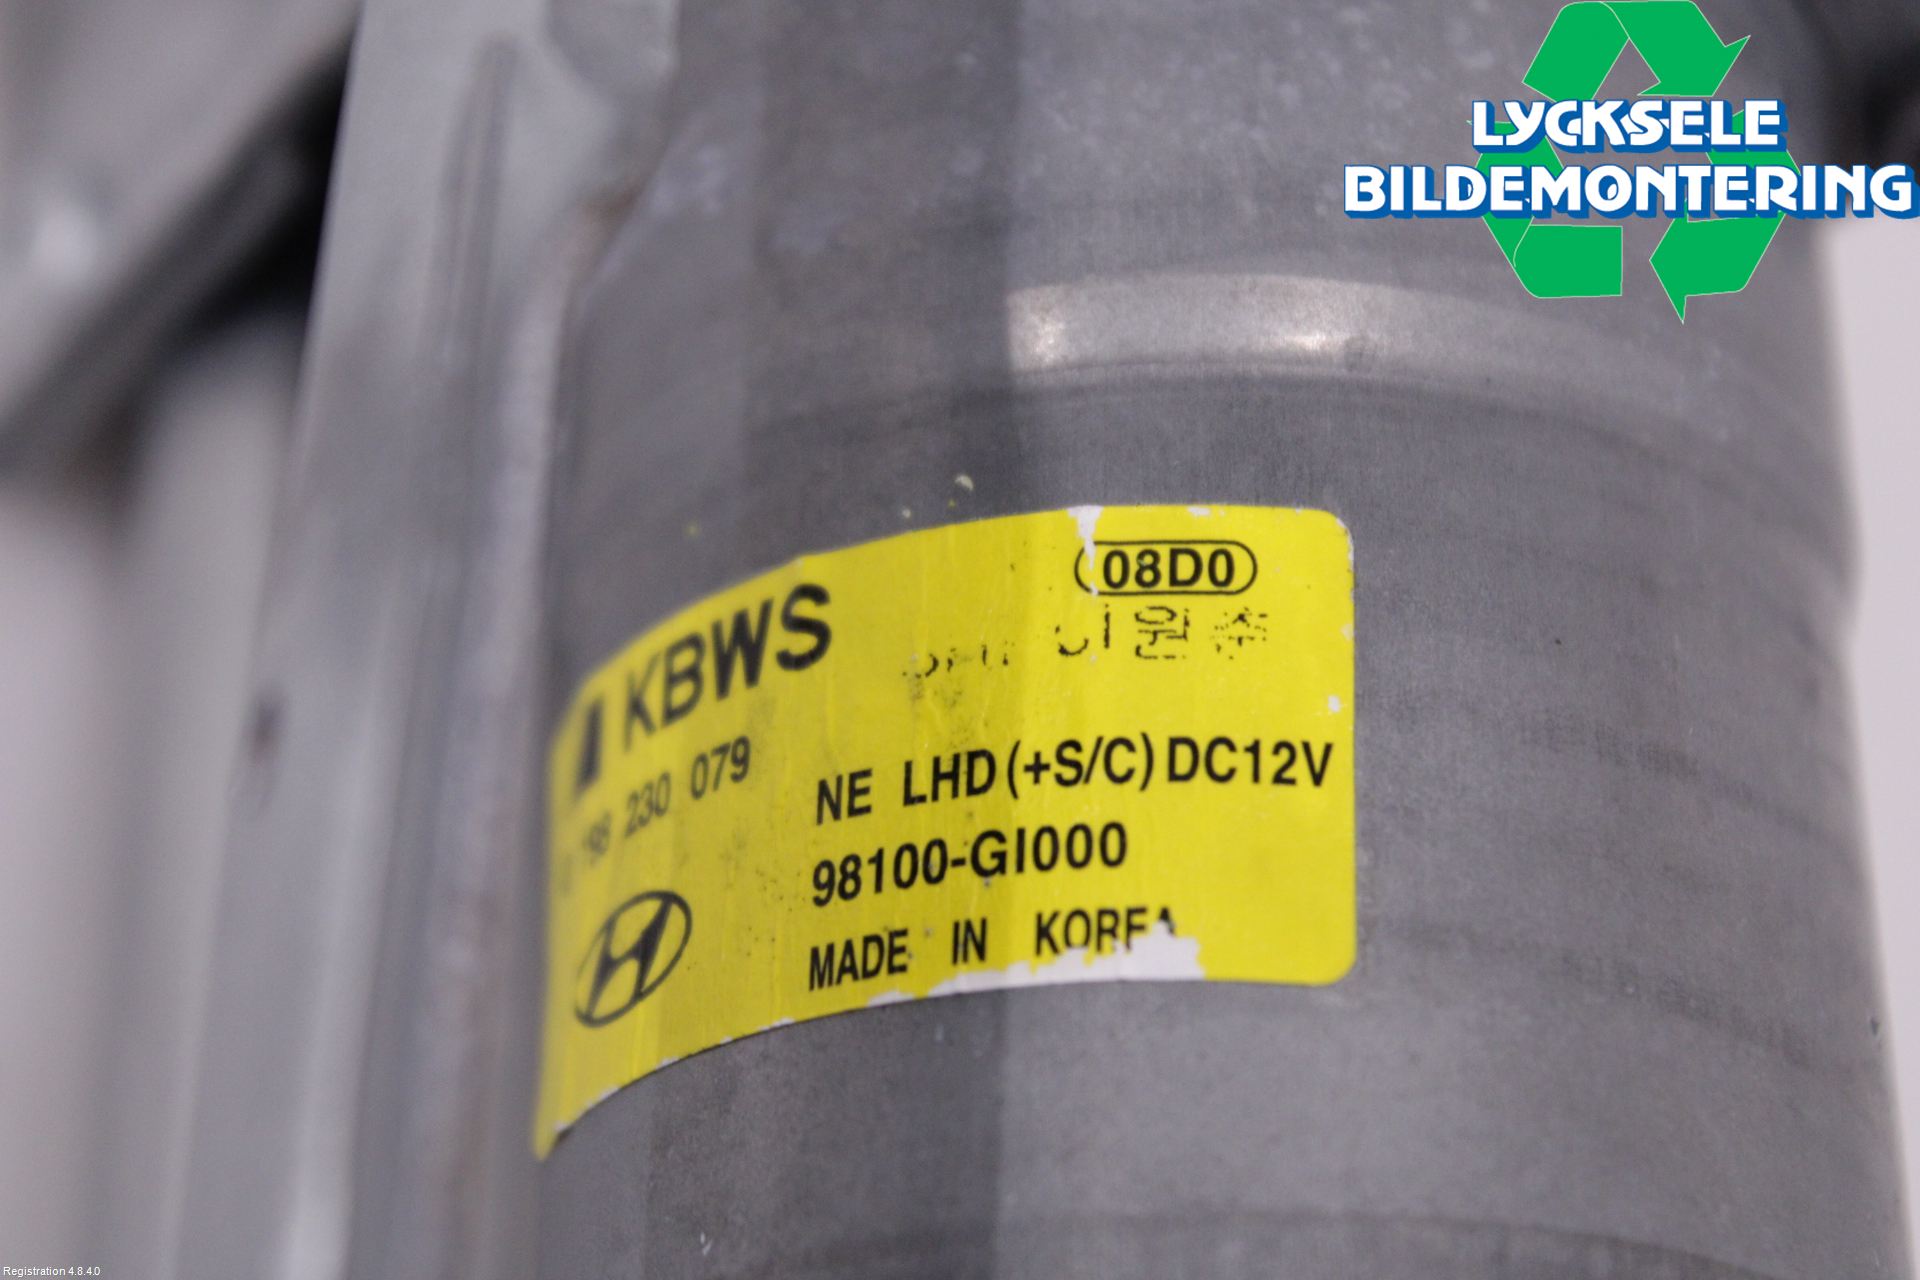 LYCKSELE
BILDEMONTERING
08D0
KBWS
230 079
NE LHD (+S/C) DC12V
98100-GI000
MADE IN KOREA
Registration 4.8.4.0